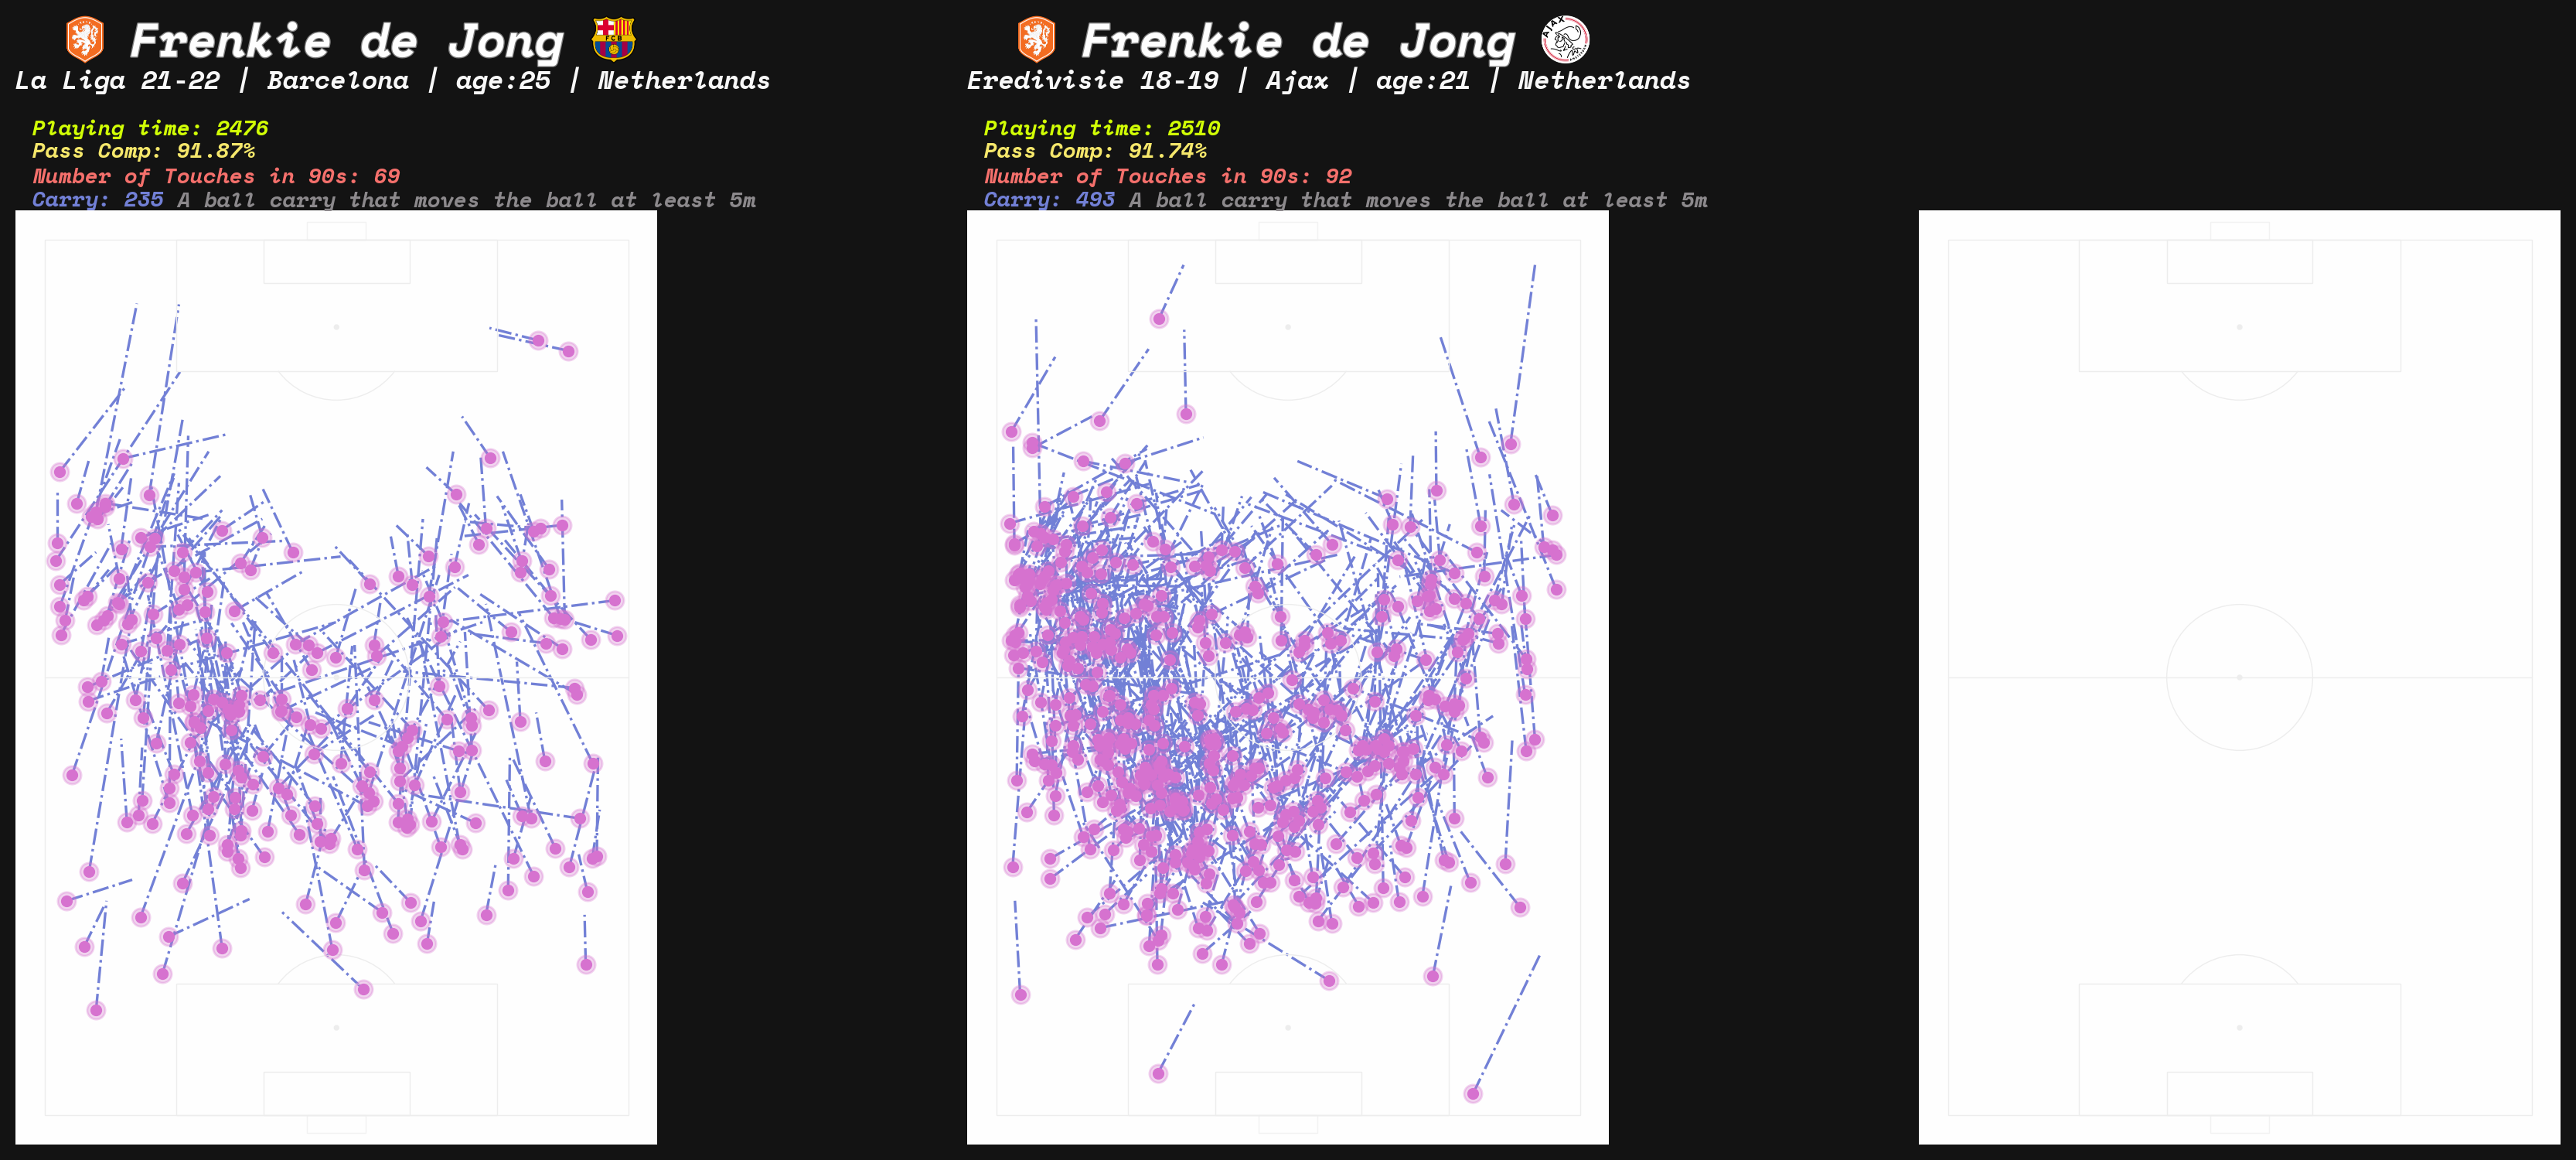 Frenkie de Jong
La Liga 21-22 | Barcelona | age:25 | Netherlands
Playing time: 2476
Pass Comp: 91.87%
Number of Touches in 90s: 69
Carry: 235 A ball carry that moves the ball at least 5m
Frenkie de Jong
Eredivisie 18-19 | Ajax | age:21 | Netherlands
Playing time: 2510
Pass Comp: 91.74%
Number of Touches in 90s: 92
Carry: 493 A ball carry that moves the ball at least 5m
FCB
AJAX